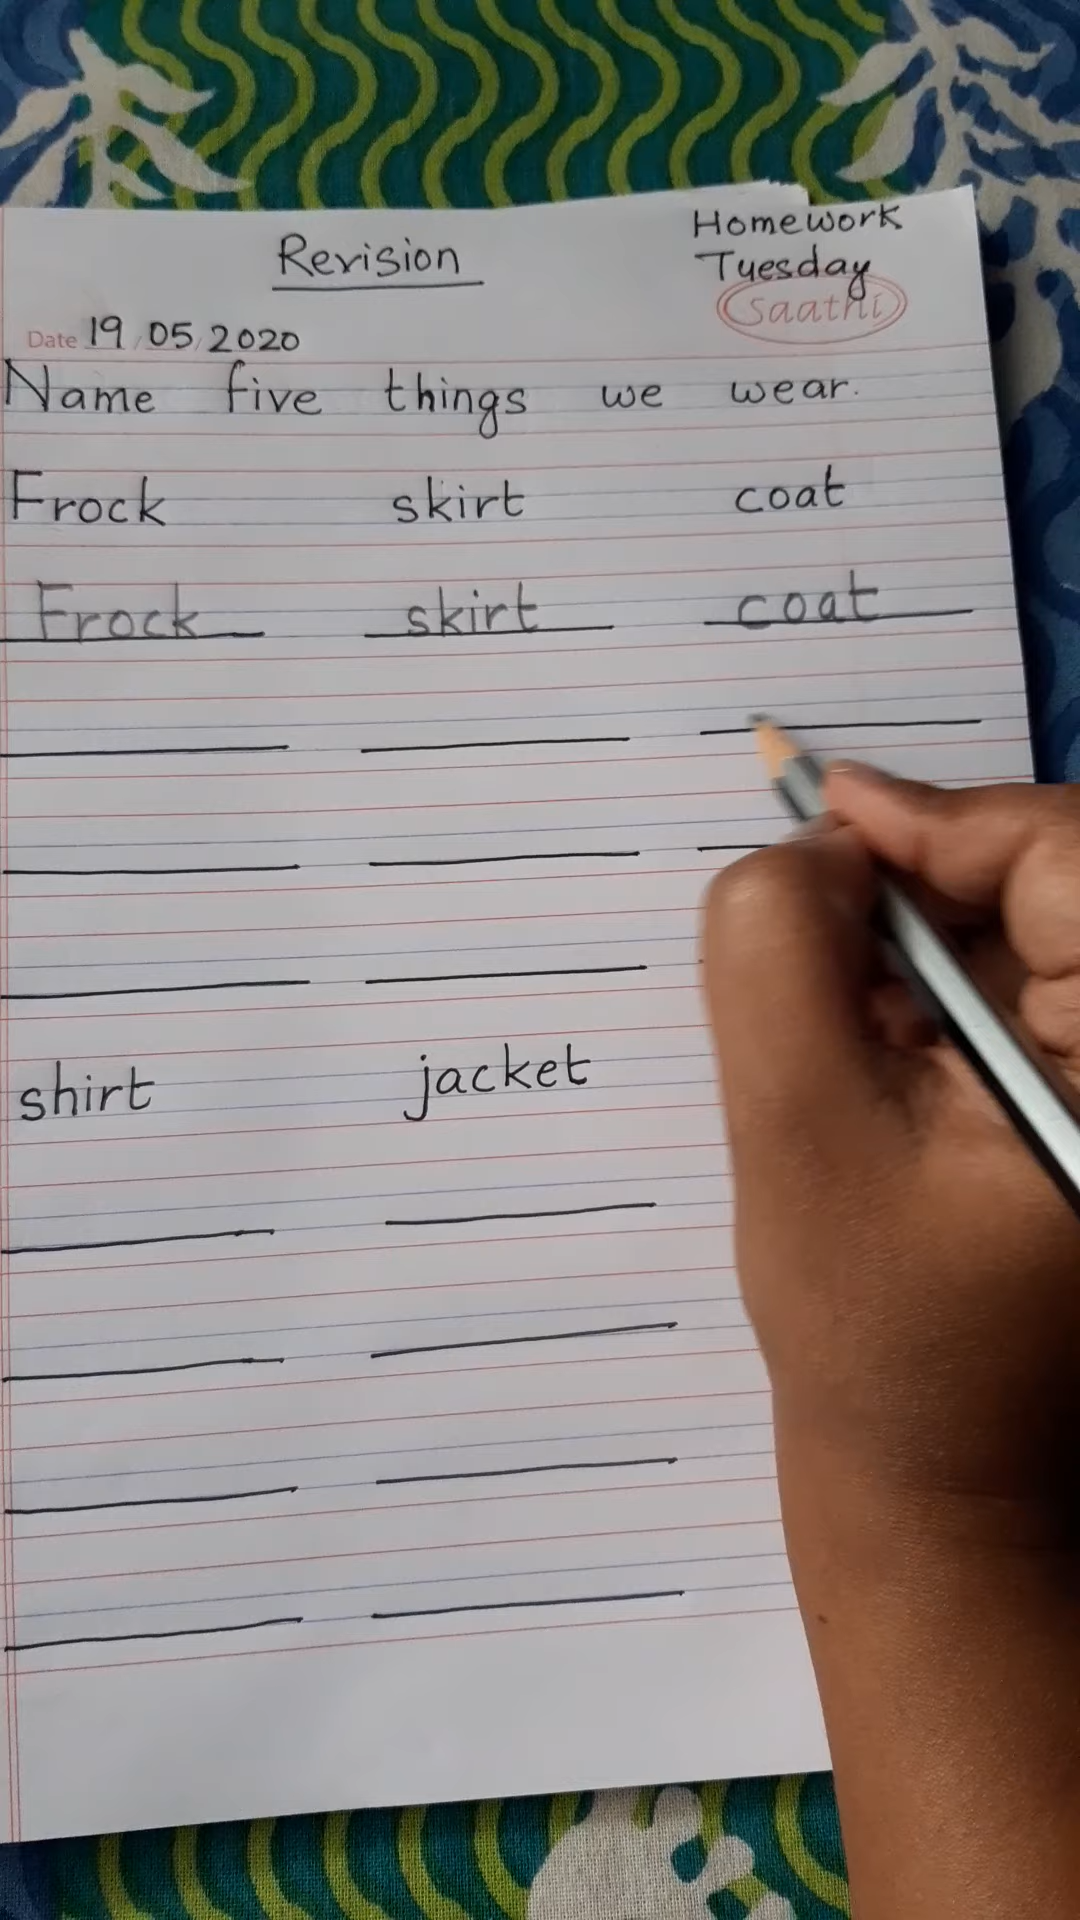 Homework
Revision
Tuesday
saathi
Date 19/05/2020
Name five things we wear.
Frock skirt coat
Frock skirt coat
shirt jacket